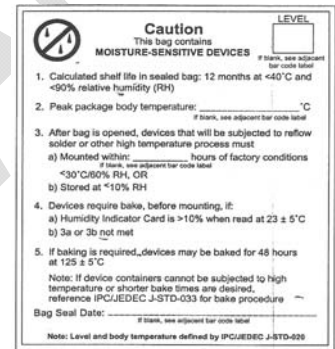 LEVEL
Caution
This bag contains
MOISTURE-SENSITIVE DEVICES
If blank, see adjacent
bar code label
1. Calculated shelf life in sealed bag: 12 months at <40˚C and
<90% relative humidity (RH)
2. Peak package body temperature: ____________ ˚C
If blank, see adjacent bar code label
3. After bag is opened, devices that will be subjected to reflow
solder or other high temperature process must
a) Mounted within: __________ hours of factory conditions
If blank, see adjacent bar code label
<30˚C/60% RH, OR
b) Stored at <10% RH
4. Devices require bake, before mounting, if:
a) Humidity Indicator Card is >10% when read at 23 ± 5˚C
b) 3a or 3b not met
5. If baking is required, devices may be baked for 48 hours
at 125 ± 5˚C
Note: If device containers cannot be subjected to high
temperature or shorter bake times are desired,
reference IPC/JEDEC J-STD-033 for bake procedure
Bag Seal Date: ____________
If blank, see adjacent bar code label
Note: Level and body temperature defined by IPC/JEDEC J-STD-020